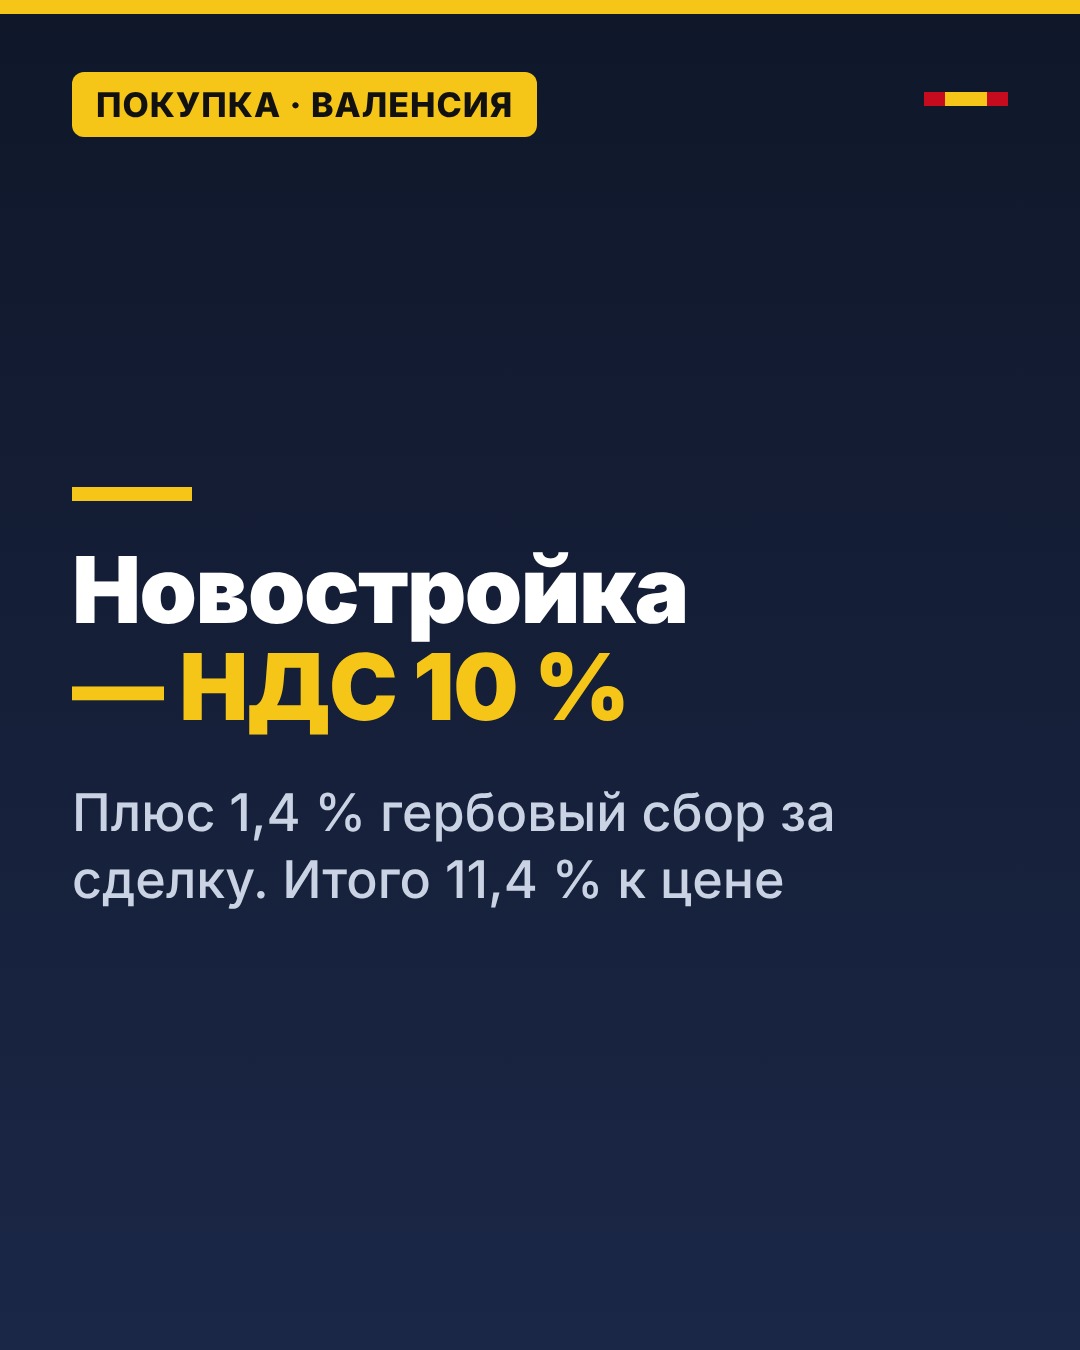 ПОКУПКА · ВАЛЕНСИЯ
Новостройка
— НДС 10 %
Плюс 1,4 % гербовый сбор за
сделку. Итого 11,4 % к цене